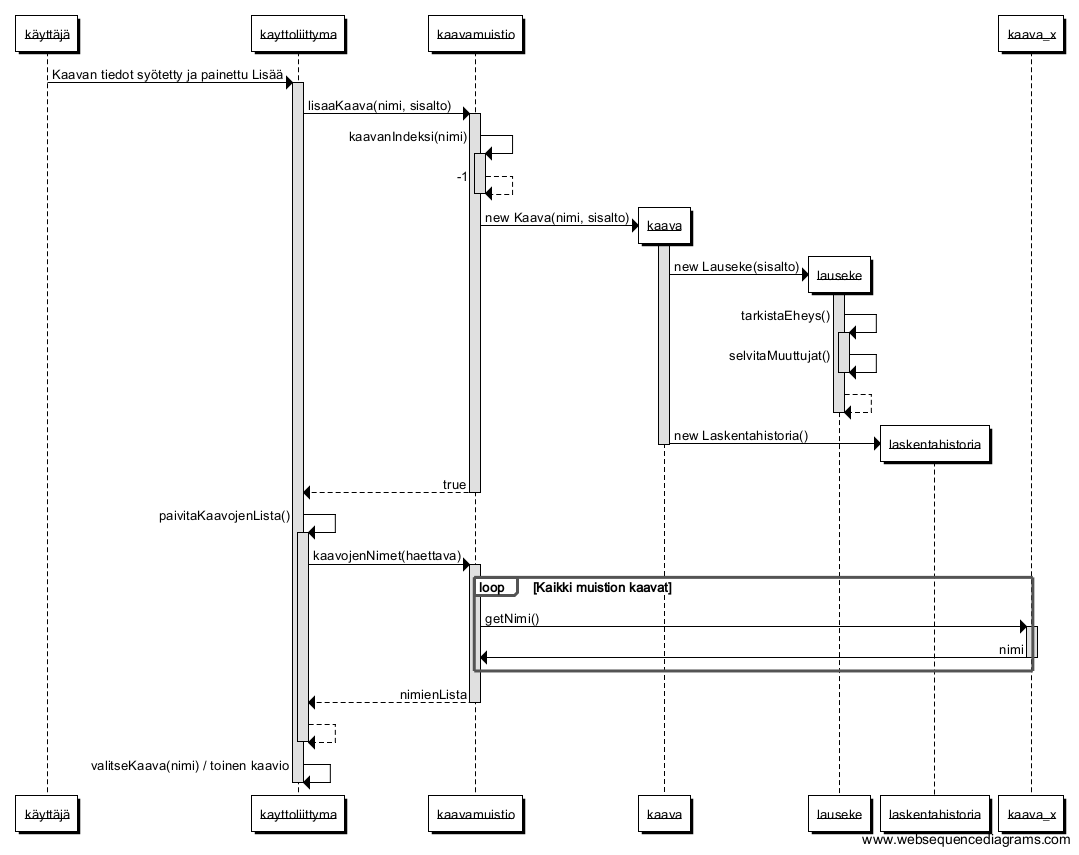 käyttäjä kayttoliittyma kaavamuistio kaava_x
Kaavan tiedot syötetty ja painettu Lisää
lisaaKaava(nimi, sisalto)
kaavanIndeksi(nimi)
-1
new Kaava(nimi, sisalto)
kaava
new Lauseke(sisalto)
lauseke
tarkistaEheys()
selvitaMuuttujat()
new Laskentahistoria()
laskentahistoria
true
paivitaKaavojenLista()
kaavojenNimet(haettava)
loop [Kaikki muistion kaavat]
getNimi()
nimi
nimienLista
valitseKaava(nimi) / toinen kaavio
käyttäjä kayttoliittyma kaavamuistio kaava lauseke laskentahistoria kaava_x
www.websequencediagrams.com